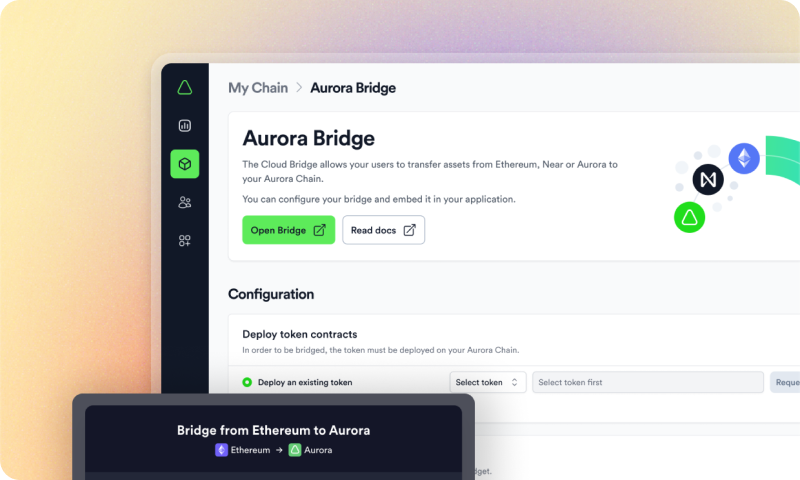 My Chain > Aurora Bridge
Aurora Bridge
The Cloud Bridge allows your users to transfer assets from Ethereum, Near or Aurora to
your Aurora Chain.
You can configure your bridge and embed it in your application.
Open Bridge
Read docs
Configuration
Deploy token contracts
In order to be bridged, the token must be deployed on your Aurora Chain.
Deploy an existing token
Select token
Select token first
Reque
Bridge from Ethereum to Aurora
Ethereum → Aurora
dget.